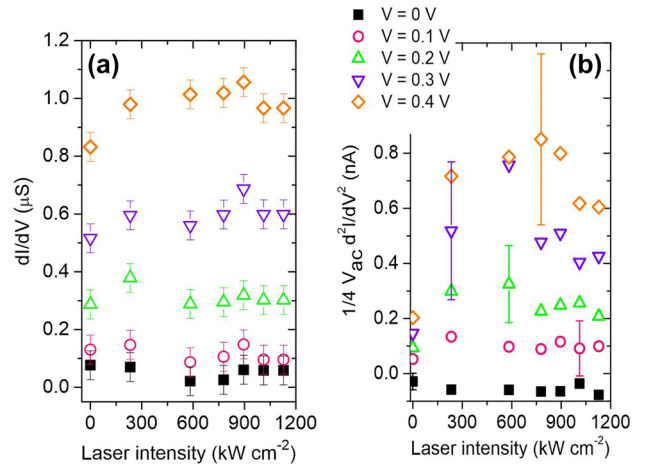 V = 0 V
V = 0.1 V
V = 0.2 V
V = 0.3 V
V = 0.4 V
(a)
dI/dV (μS)
1.2
1.0
0.8
0.6
0.4
0.2
0.0
0 300 600 900 1200
Laser intensity (kW cm⁻²)
(b)
1/4 Vac d²I/dV² (nA)
0.8
0.6
0.4
0.2
0.0
0 300 600 900 1200
Laser intensity (kW cm⁻²)